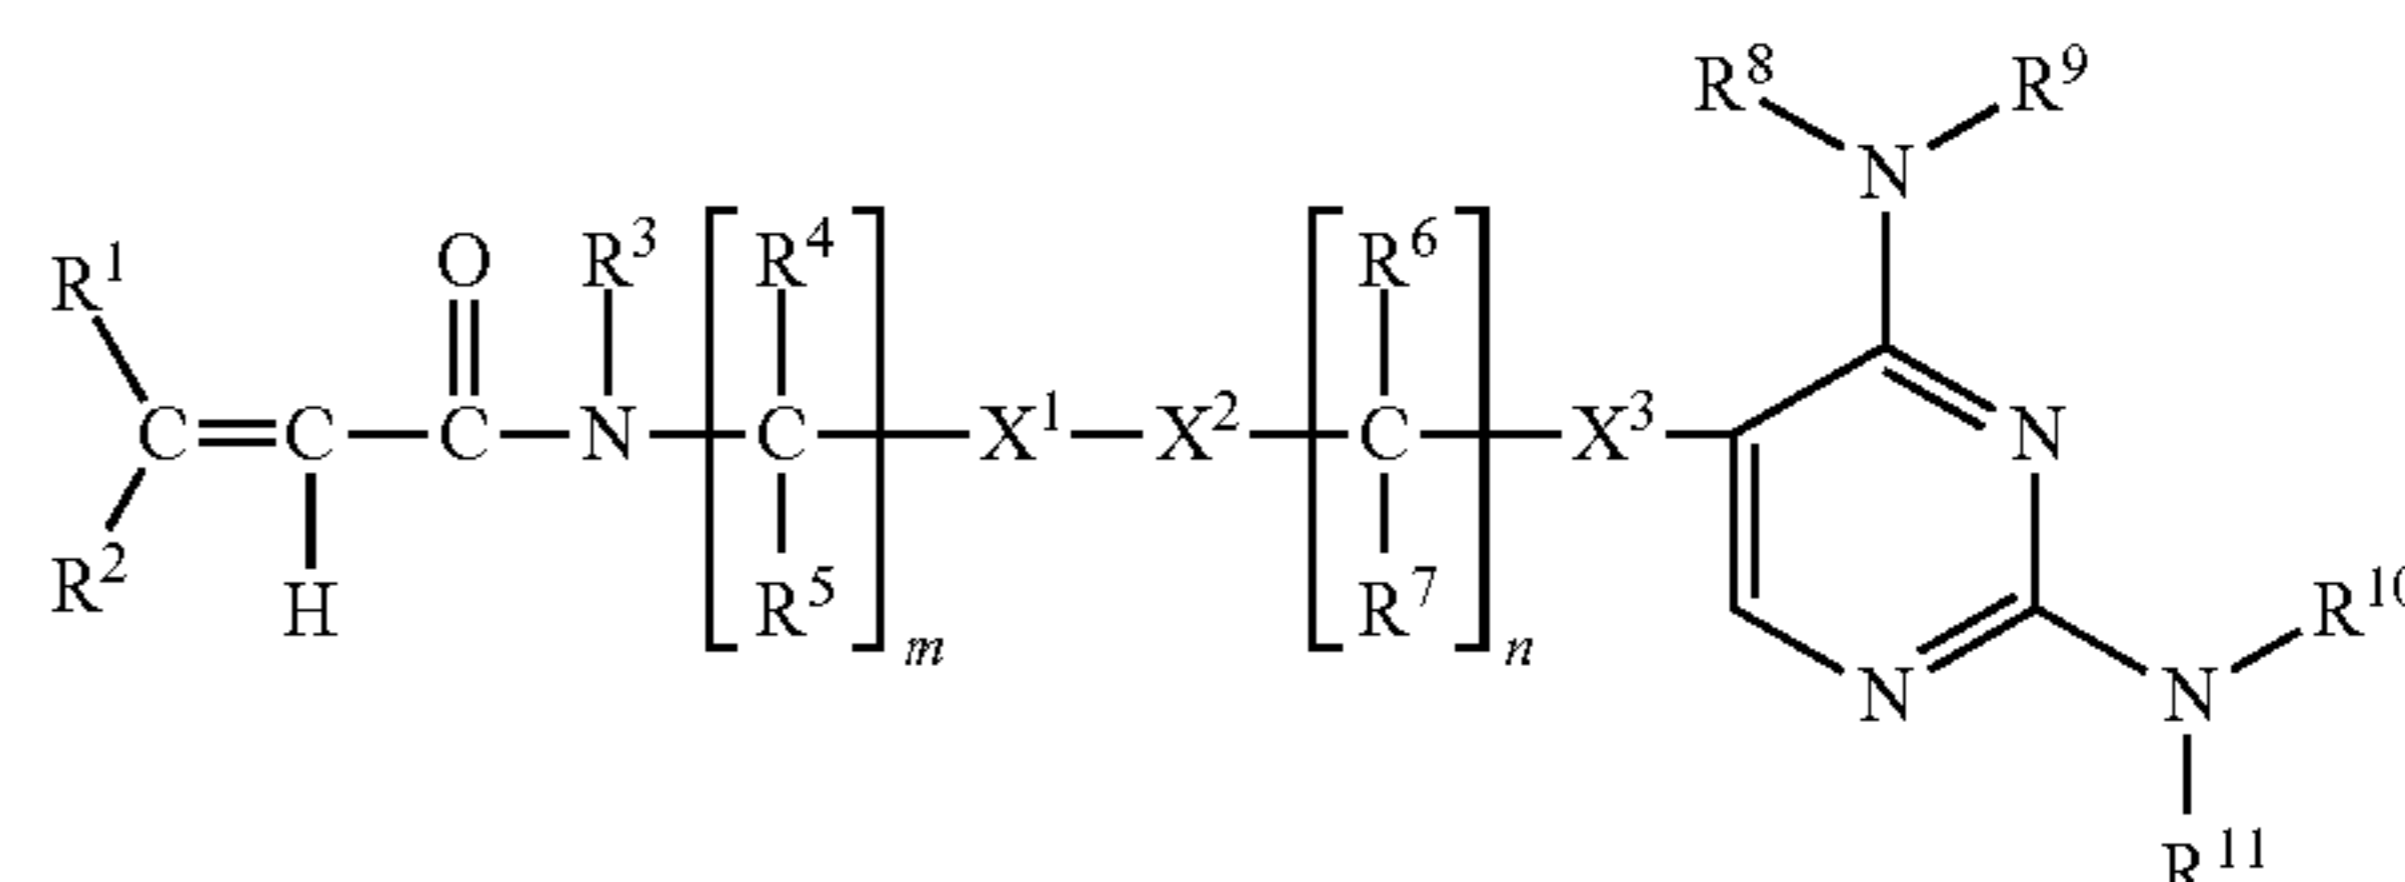 R⁸ R⁹
N
R¹ O R³ R⁴ R⁶
C C C N C X¹ X² C X³ N
R² H R⁵ m R⁷ n R¹⁰
N N
R¹¹